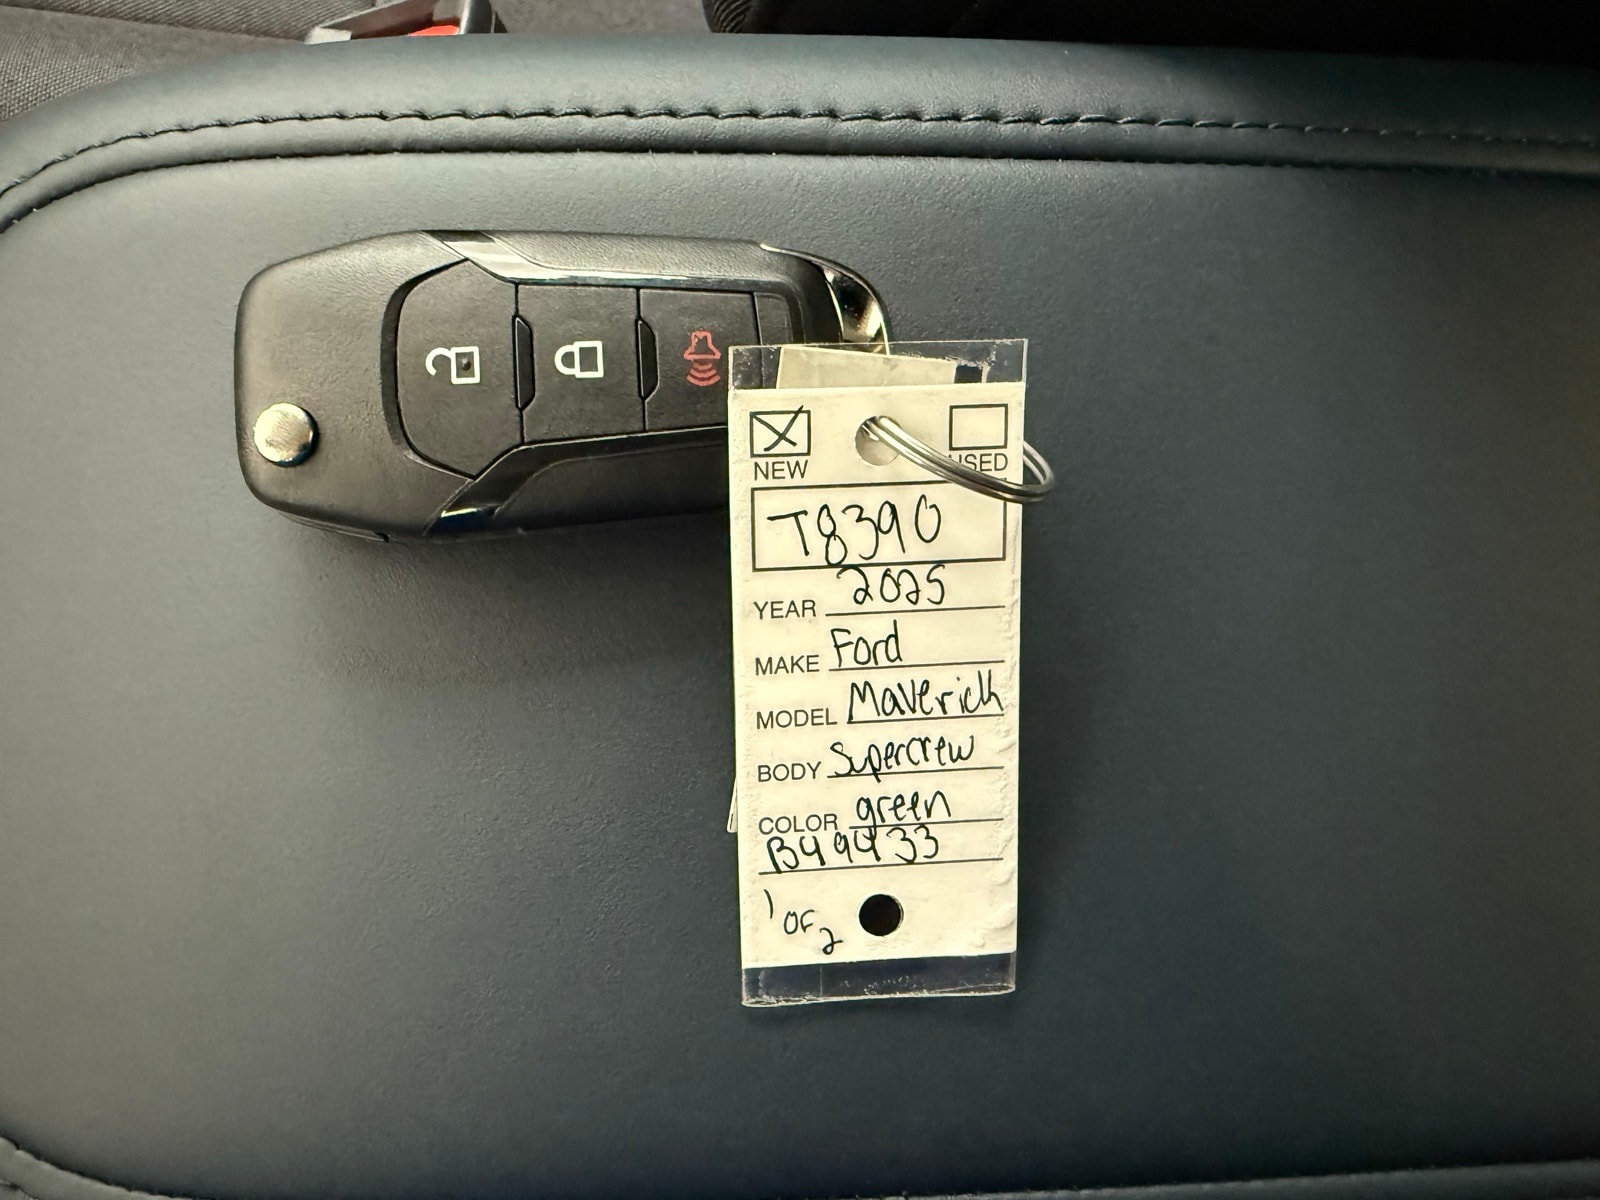 NEW USED
T8390
YEAR 2025
MAKE Ford
MODEL Maverick
BODY Supercrew
COLOR green
B49433
1 OF 2